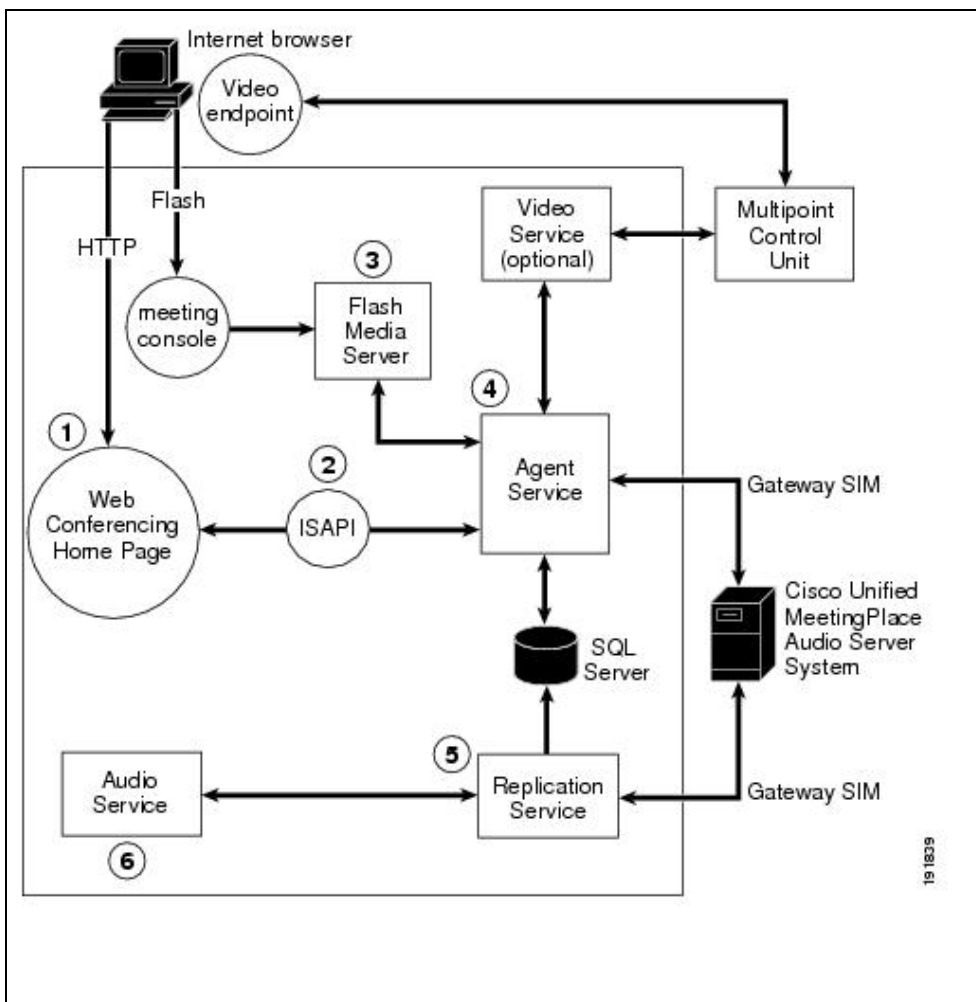 Internet browser
Video
endpoint
Flash
HTTP
Video
Service
(optional)
Multipoint
Control
Unit
3
meeting
console
Flash
Media
Server
4
1
2
Agent
Service
Gateway SIM
Web
Conferencing
Home Page
ISAPI
Cisco Unified
MeetingPlace
Audio Server
System
SQL
Server
5
Audio
Service
Replication
Service
Gateway SIM
6
191839